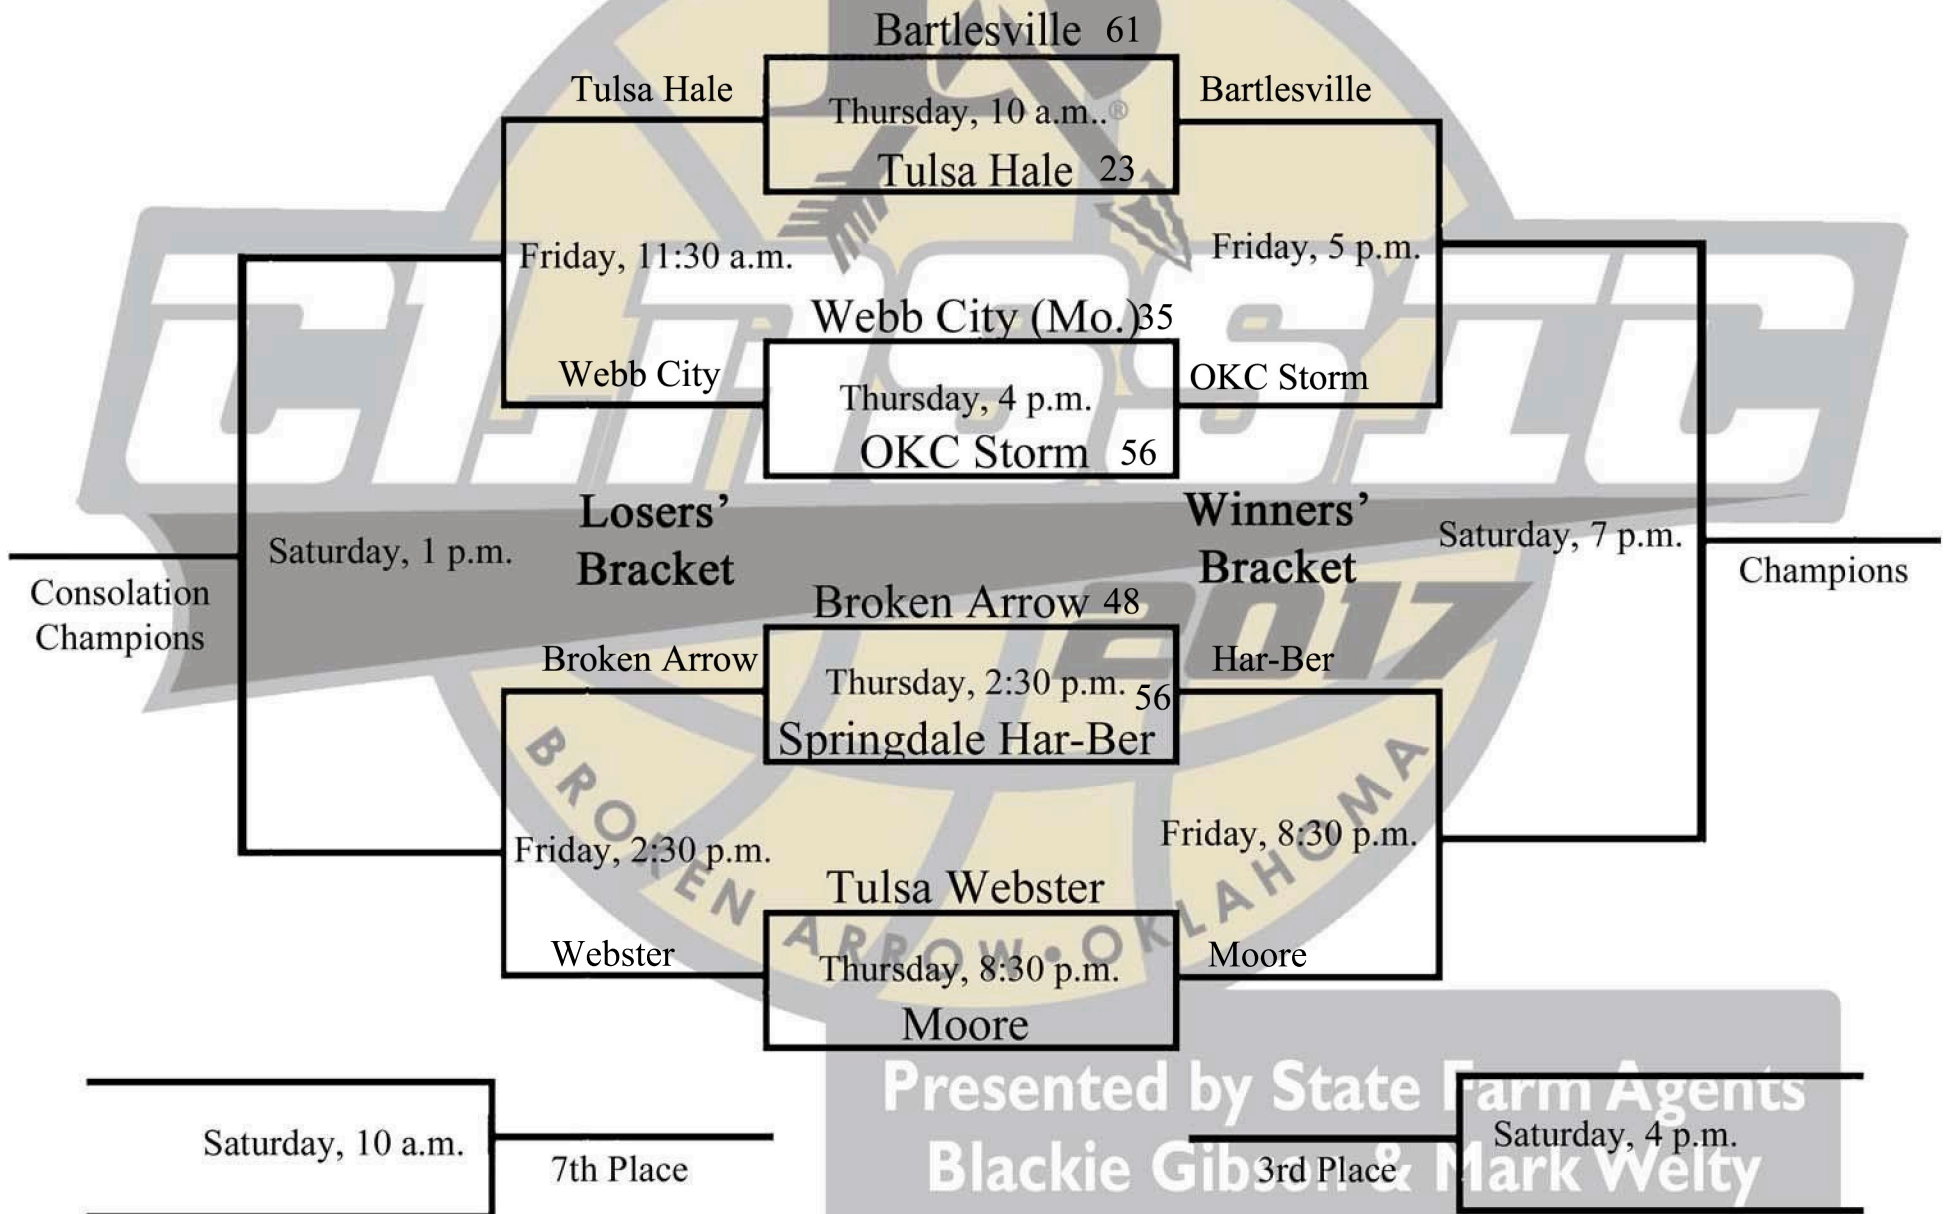 Bartlesville 61
Tulsa Hale
Thursday, 10 a.m..®
Bartlesville
Tulsa Hale 23
Friday, 11:30 a.m.
Friday, 5 p.m.
Webb City (Mo.)35
Webb City
Thursday, 4 p.m.
OKC Storm
OKC Storm 56
CLASSIC
Losers'
Bracket
Winners'
Bracket
Saturday, 1 p.m.
Saturday, 7 p.m.
Consolation
Champions
Champions
2017
Broken Arrow 48
Broken Arrow
Thursday, 2:30 p.m. 56
Har-Ber
Springdale Har-Ber
Friday, 2:30 p.m.
Friday, 8:30 p.m.
Tulsa Webster
Webster
Thursday, 8:30 p.m.
Moore
Moore
BROKEN ARROW • OKLAHOMA
Presented by State Farm Agents
Blackie Gibson & Mark Welty
Saturday, 10 a.m.
7th Place
Saturday, 4 p.m.
3rd Place